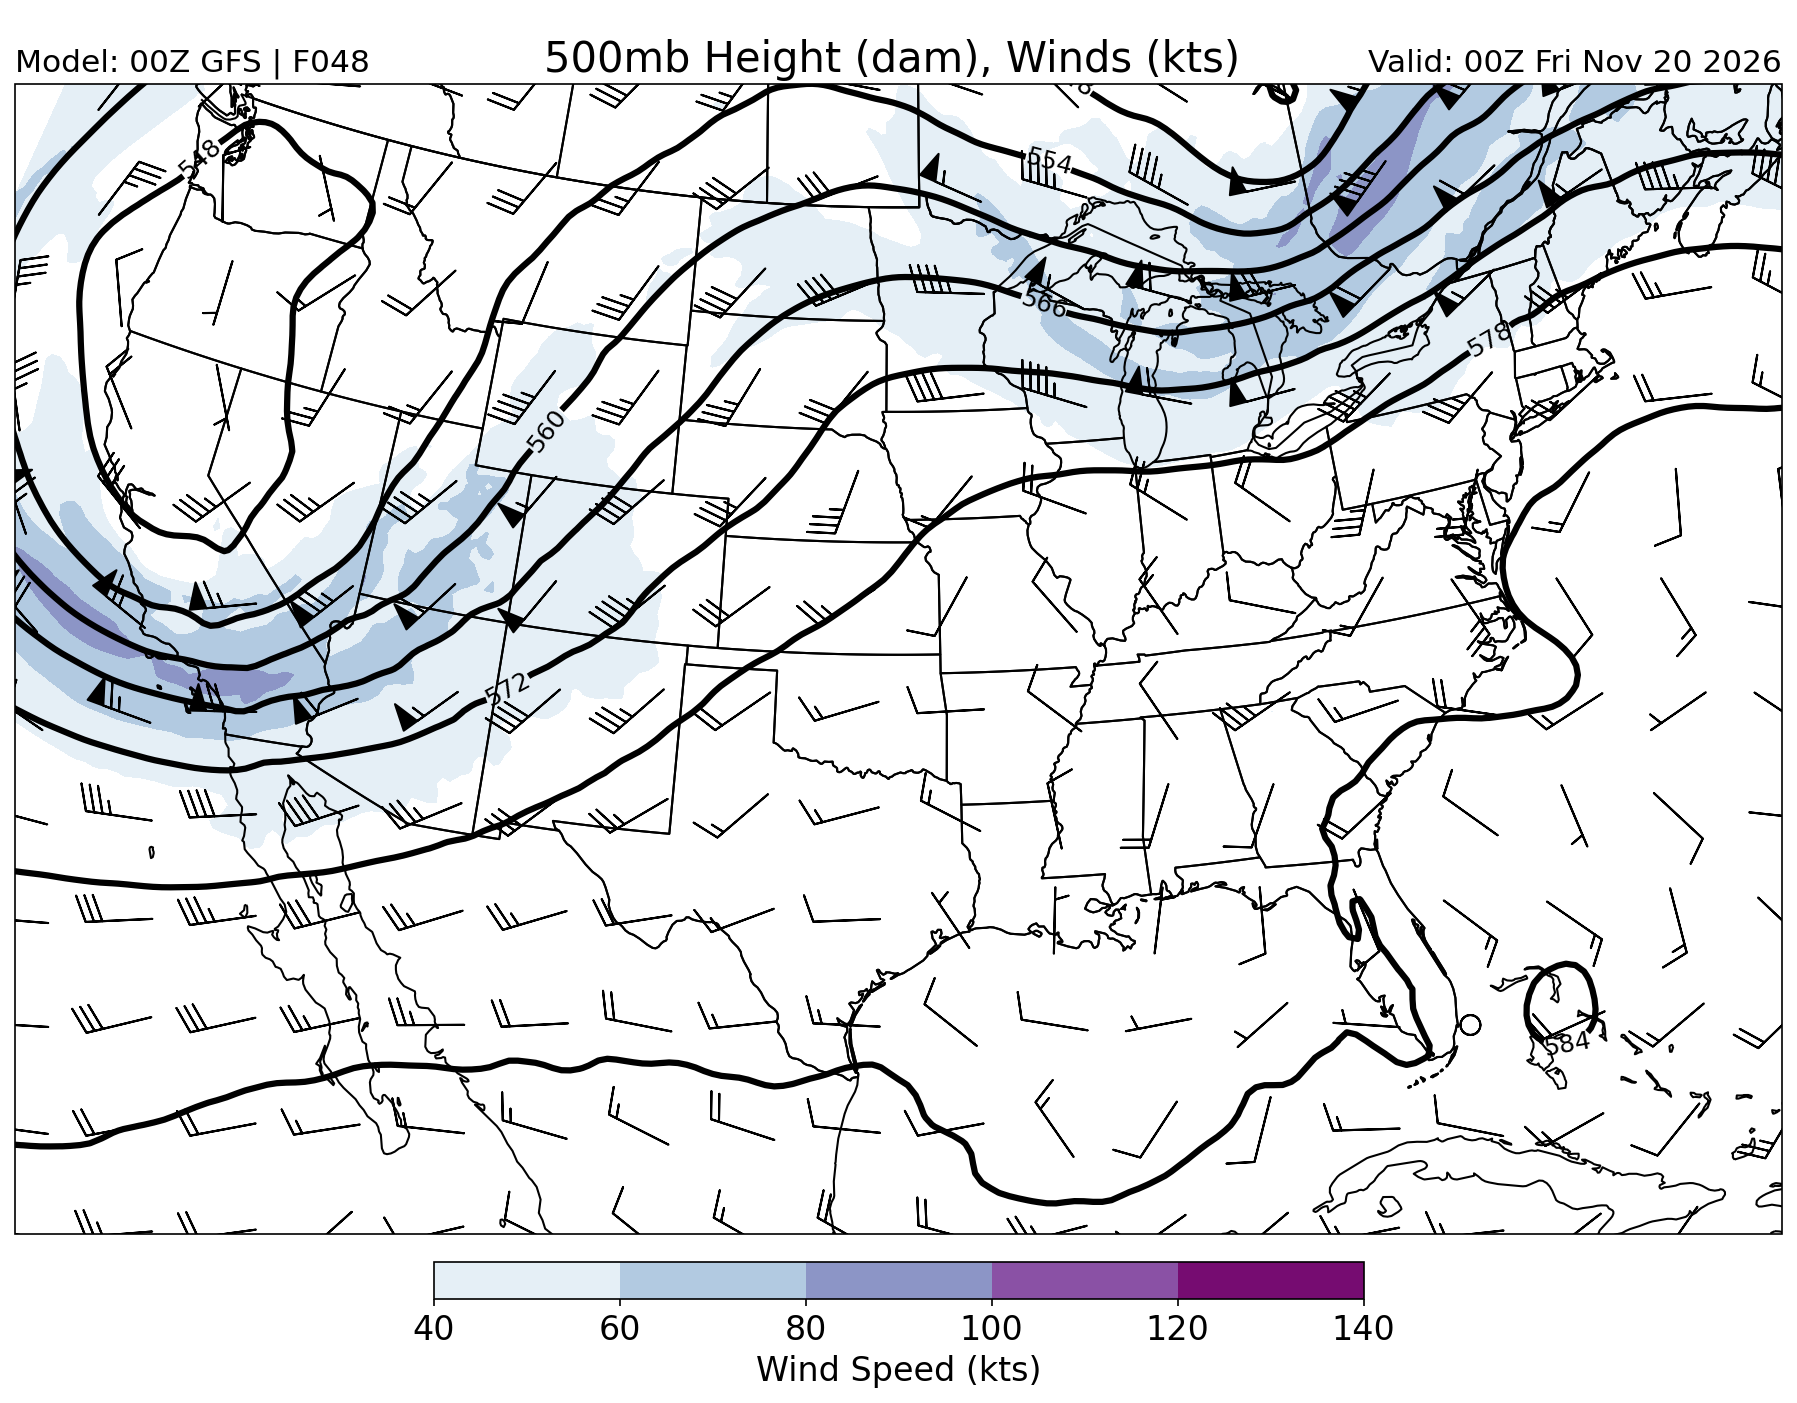 Model: 00Z GFS | F048
500mb Height (dam), Winds (kts)
Valid: 00Z Fri Nov 20 2026
548
554
566
578
560
572
584
40 60 80 100 120 140
Wind Speed (kts)